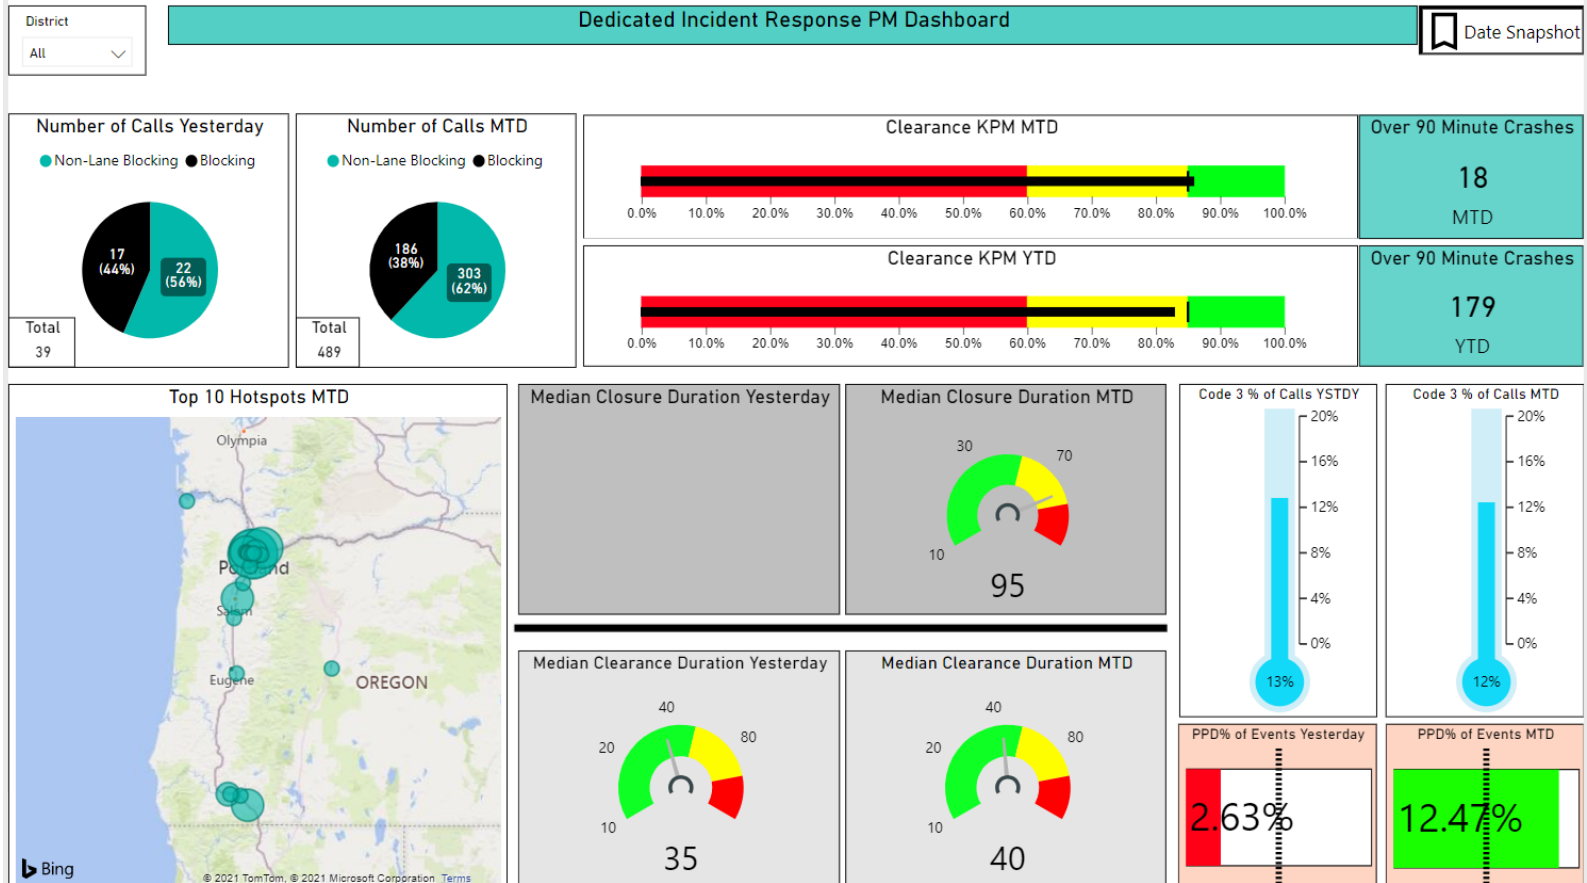 District
All
Dedicated Incident Response PM Dashboard
Date Snapshot
Number of Calls Yesterday
Non-Lane Blocking Blocking
17
(44%)
22
(56%)
Total
39
Number of Calls MTD
Non-Lane Blocking Blocking
186
(38%)
303
(62%)
Total
489
Clearance KPM MTD
0.0% 10.0% 20.0% 30.0% 40.0% 50.0% 60.0% 70.0% 80.0% 90.0% 100.0%
Over 90 Minute Crashes
18
MTD
Clearance KPM YTD
0.0% 10.0% 20.0% 30.0% 40.0% 50.0% 60.0% 70.0% 80.0% 90.0% 100.0%
Over 90 Minute Crashes
179
YTD
Top 10 Hotspots MTD
Olympia
Portland
Salem
Eugene
OREGON
Bing
© 2021 TomTom, © 2021 Microsoft Corporation Terms
Median Closure Duration Yesterday
Median Closure Duration MTD
30
70
10
95
Median Clearance Duration Yesterday
40
20
80
10
35
Median Clearance Duration MTD
40
20
80
10
40
Code 3 % of Calls YSTDY
20%
16%
12%
8%
4%
0%
13%
Code 3 % of Calls MTD
20%
16%
12%
8%
4%
0%
12%
PPD% of Events Yesterday
2.63%
PPD% of Events MTD
12.47%